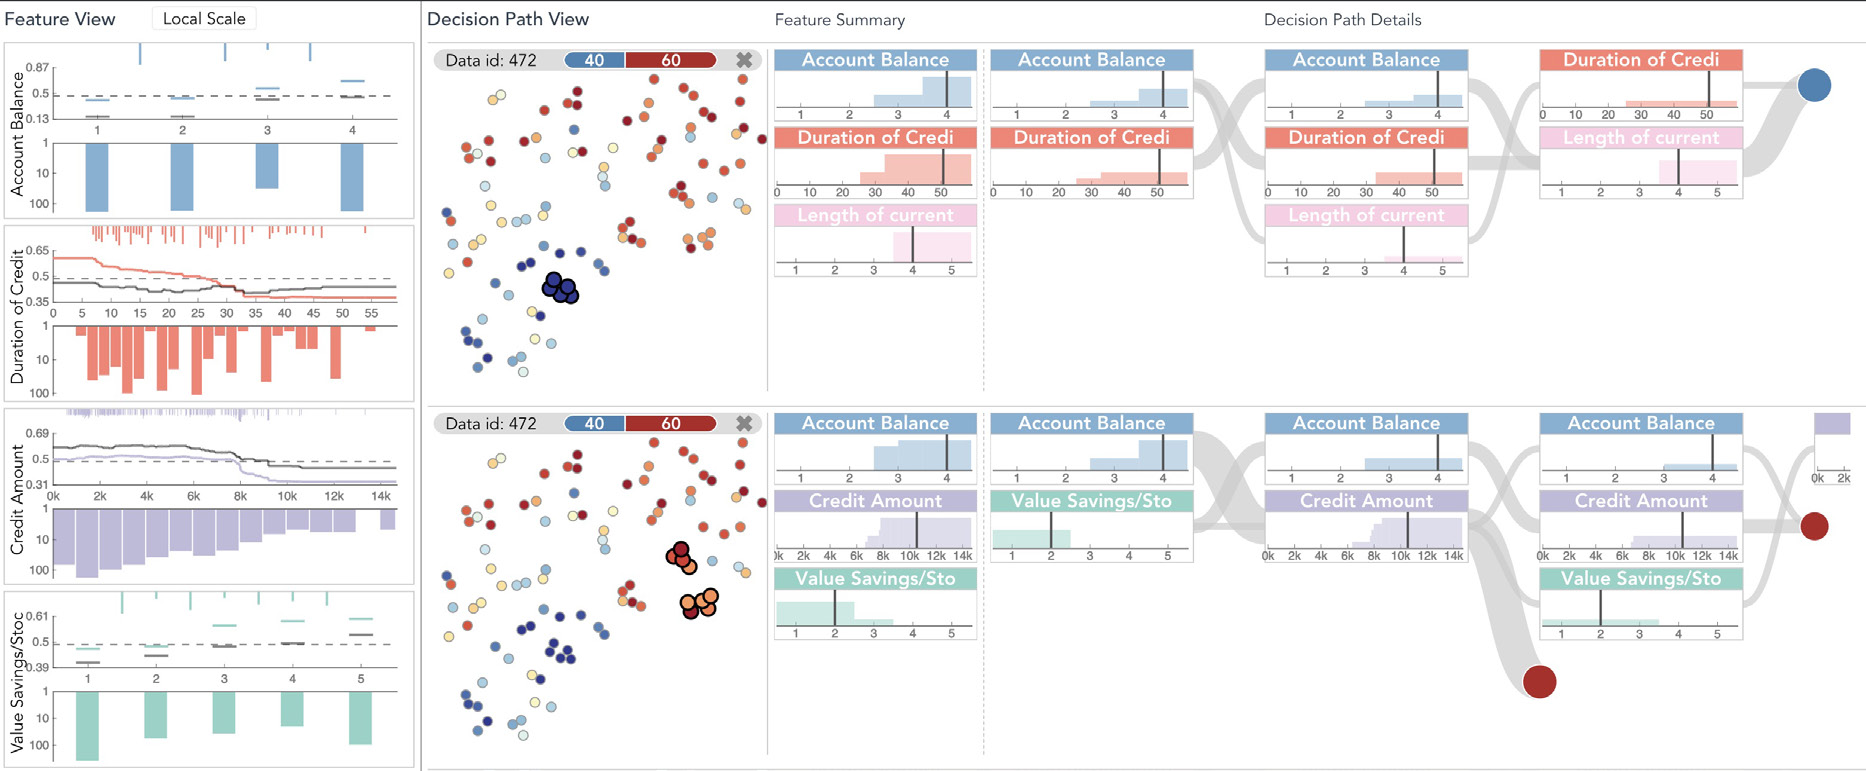 Feature View
Local Scale
Decision Path View
Feature Summary
Decision Path Details
Account Balance
0.87
0.5
0.13
1 2 3 4
1
10
100
Duration of Credit
0.65
0.5
0.35
0 5 10 15 20 25 30 35 40 45 50 55
1
10
100
Credit Amount
0.69
0.5
0.31
0k 2k 4k 6k 8k 10k 12k 14k
1
10
100
Value Savings/Stoc
0.61
0.5
0.39
1 2 3 4 5
1
10
100
Data id: 472 40 60
Account Balance
1 2 3 4
Duration of Credi
0 10 20 30 40 50
Length of current
1 2 3 4 5
Account Balance
1 2 3 4
Duration of Credi
0 10 20 30 40 50
Account Balance
1 2 3 4
Duration of Credi
0 10 20 30 40 50
Length of current
1 2 3 4 5
Duration of Credi
0 10 20 30 40 50
Length of current
1 2 3 4 5
Data id: 472 40 60
Account Balance
1 2 3 4
Credit Amount
0k 2k 4k 6k 8k 10k 12k 14k
Value Savings/Sto
1 2 3 4 5
Account Balance
1 2 3 4
Value Savings/Sto
1 2 3 4 5
Account Balance
1 2 3 4
Credit Amount
0k 2k 4k 6k 8k 10k 12k 14k
Account Balance
1 2 3 4
Credit Amount
0k 2k 4k 6k 8k 10k 12k 14k
Value Savings/Sto
1 2 3 4 5
0k 2k